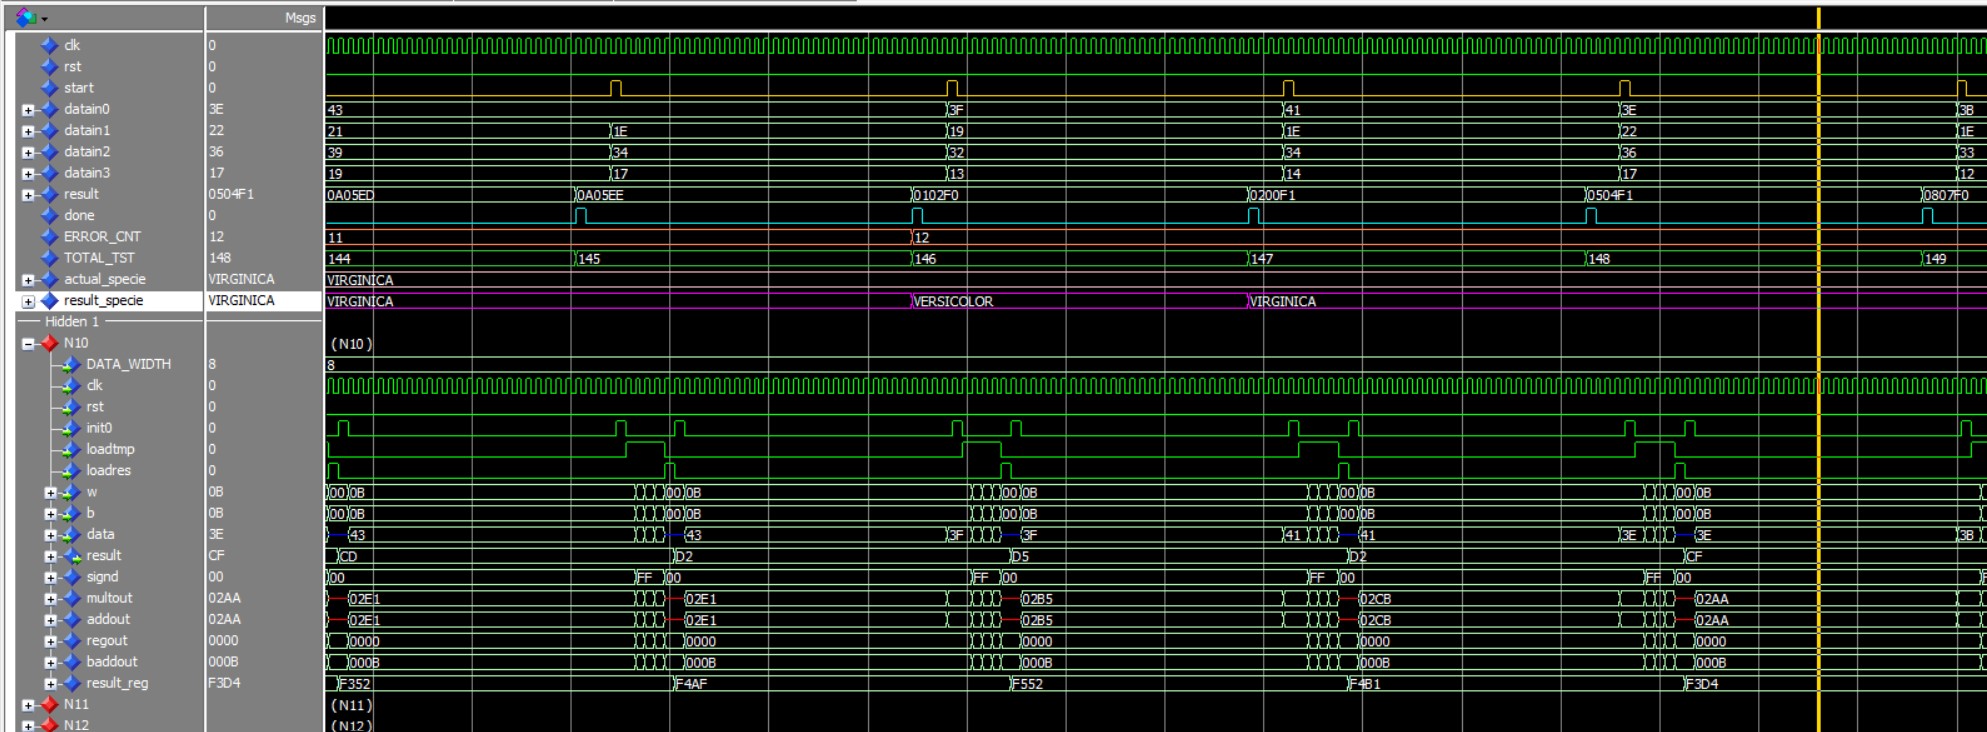 Msgs
clk 0
rst 0
start 0
datain0 3E 43 3F 41 3E 3B
datain1 22 21 1E 19 1E 22 1E
datain2 36 39 34 32 34 36 33
datain3 17 19 17 13 14 17 12
result 0504F1 0A05ED 0A05EE 0102F0 0200F1 0504F1 0807F0
done 0
ERROR_CNT 12 11 12
TOTAL_TST 148 144 145 146 147 148 149
actual_specie VIRGINICA VIRGINICA
result_specie VIRGINICA VIRGINICA VERSICOLOR VIRGINICA
Hidden 1
N10 (N10)
DATA_WIDTH 8 8
clk 0
rst 0
init0 0
loadtmp 0
loadres 0
w 0B 00 0B 00 0B 00 0B 00 0B 00 0B
b 0B 00 0B 00 0B 00 0B 00 0B 00 0B
data 3E 43 43 3F 3F 41 41 3E 3E 3B
result CF CD D2 D5 D2 CF
signd 00 00 FF 00 FF 00 FF 00 FF 00
multout 02AA 02E1 02E1 02B5 02CB 02AA
addout 02AA 02E1 02E1 02B5 02CB 02AA
regout 0000 0000 0000 0000 0000 0000
baddout 000B 000B 000B 000B 000B 000B
result_reg F3D4 F352 F4AF F552 F4B1 F3D4
N11 (N11)
N12 (N12)